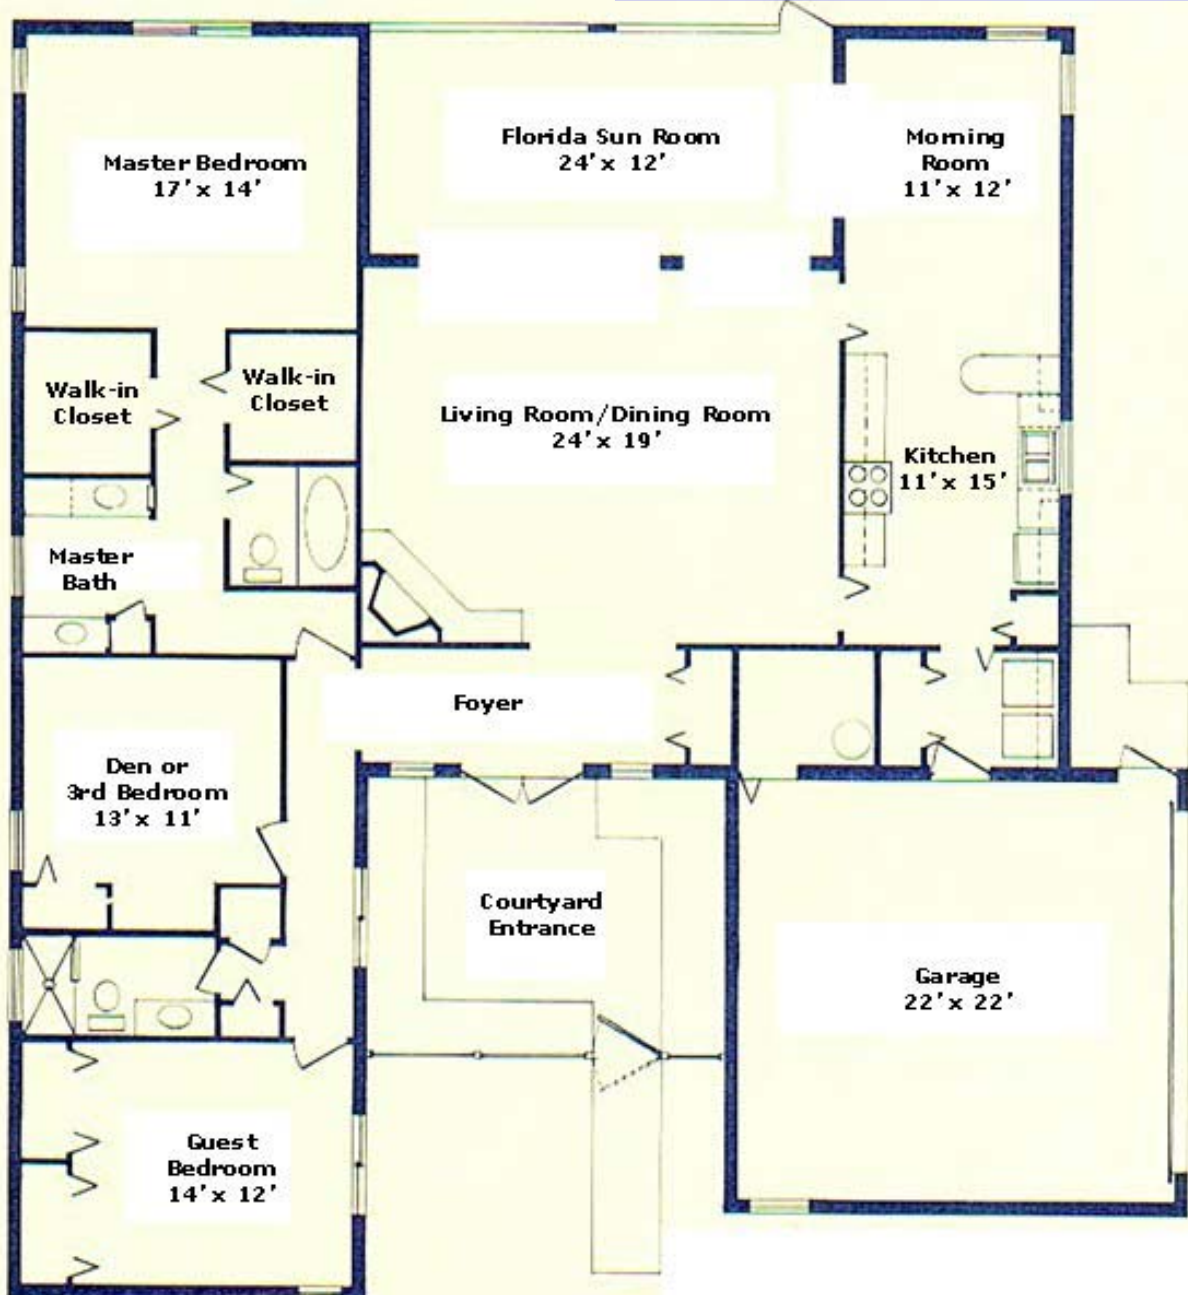 Master Bedroom
17' x 14'
Florida Sun Room
24' x 12'
Morning
Room
11' x 12'
Walk-in
Closet
Walk-in
Closet
Living Room/Dining Room
24' x 19'
Kitchen
11' x 15'
Master
Bath
Foyer
Den or
3rd Bedroom
13' x 11'
Courtyard
Entrance
Garage
22' x 22'
Guest
Bedroom
14' x 12'